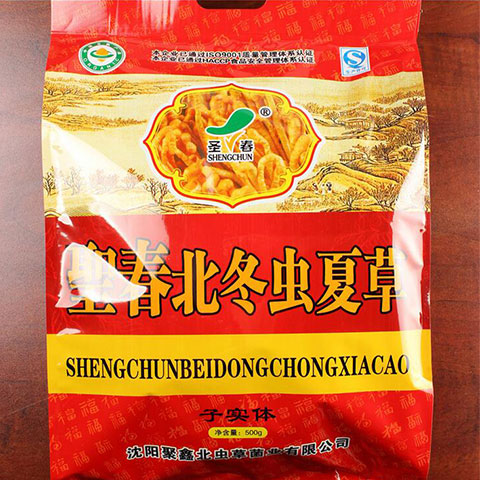 本企业已通过ISO9001质量管理体系认证
本企业已通过HACCP食品安全管理体系认证
®
圣春
SHENGCHUN
聖春北冬虫夏草
SHENGCHUNBEIDONGCHONGXIACAO
子实体
净含量：500g
沈阳聚鑫北虫草菌业有限公司